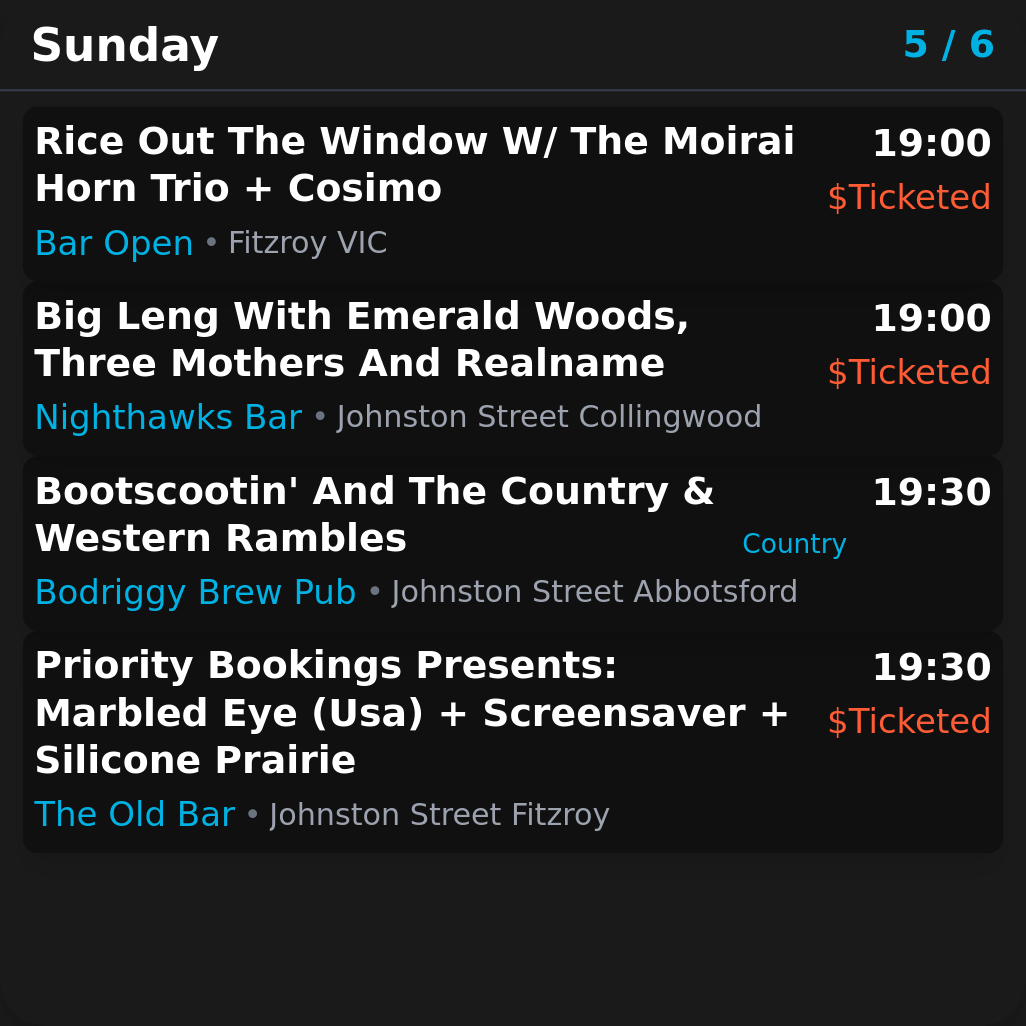 Sunday
5 / 6
Rice Out The Window W/ The Moirai
Horn Trio + Cosimo
19:00
$Ticketed
Bar Open • Fitzroy VIC
Big Leng With Emerald Woods,
Three Mothers And Realname
19:00
$Ticketed
Nighthawks Bar • Johnston Street Collingwood
Bootscootin' And The Country &
Western Rambles
19:30
Country
Bodriggy Brew Pub • Johnston Street Abbotsford
Priority Bookings Presents:
Marbled Eye (Usa) + Screensaver +
Silicone Prairie
19:30
$Ticketed
The Old Bar • Johnston Street Fitzroy